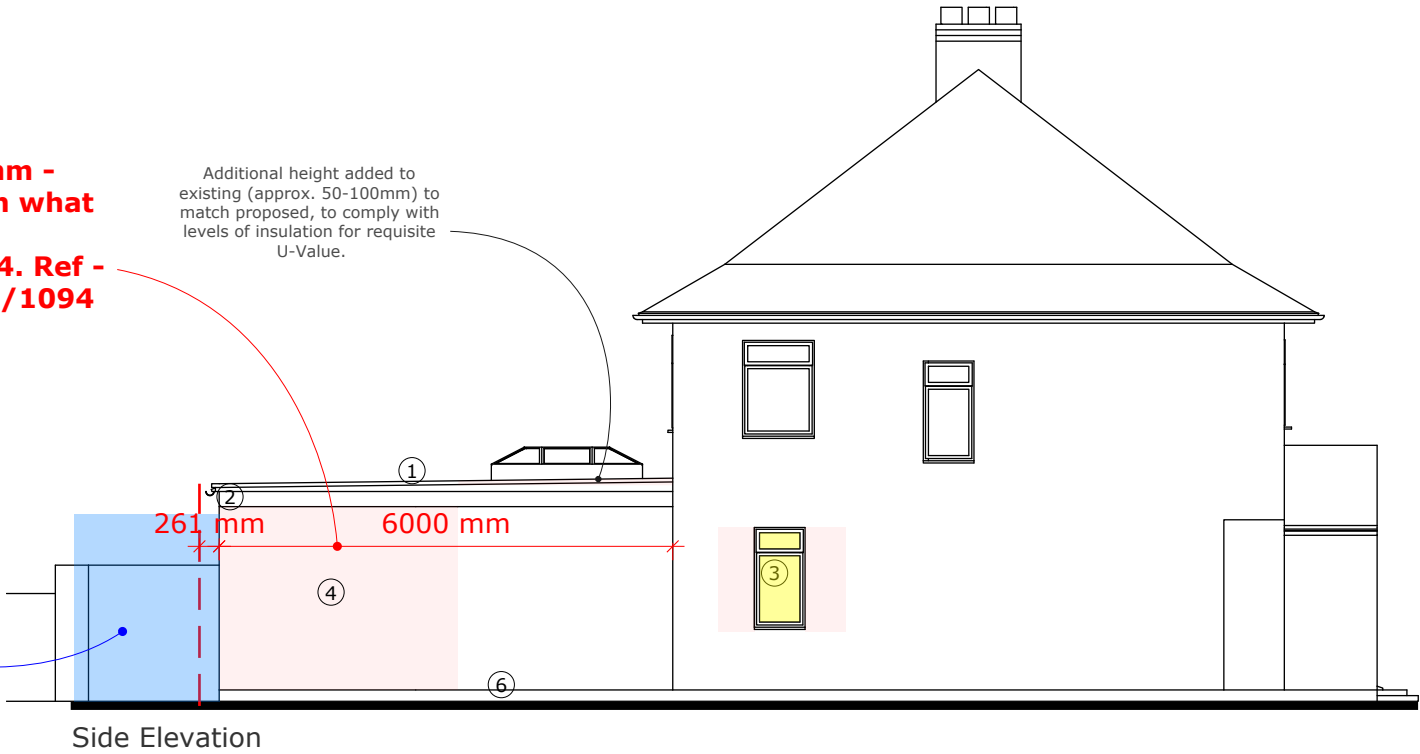 mm -
what
4. Ref -
/1094
Additional height added to
existing (approx. 50-100mm) to
match proposed, to comply with
levels of insulation for requisite
U-Value.
1
2
261 mm
6000 mm
3
4
6
Side Elevation